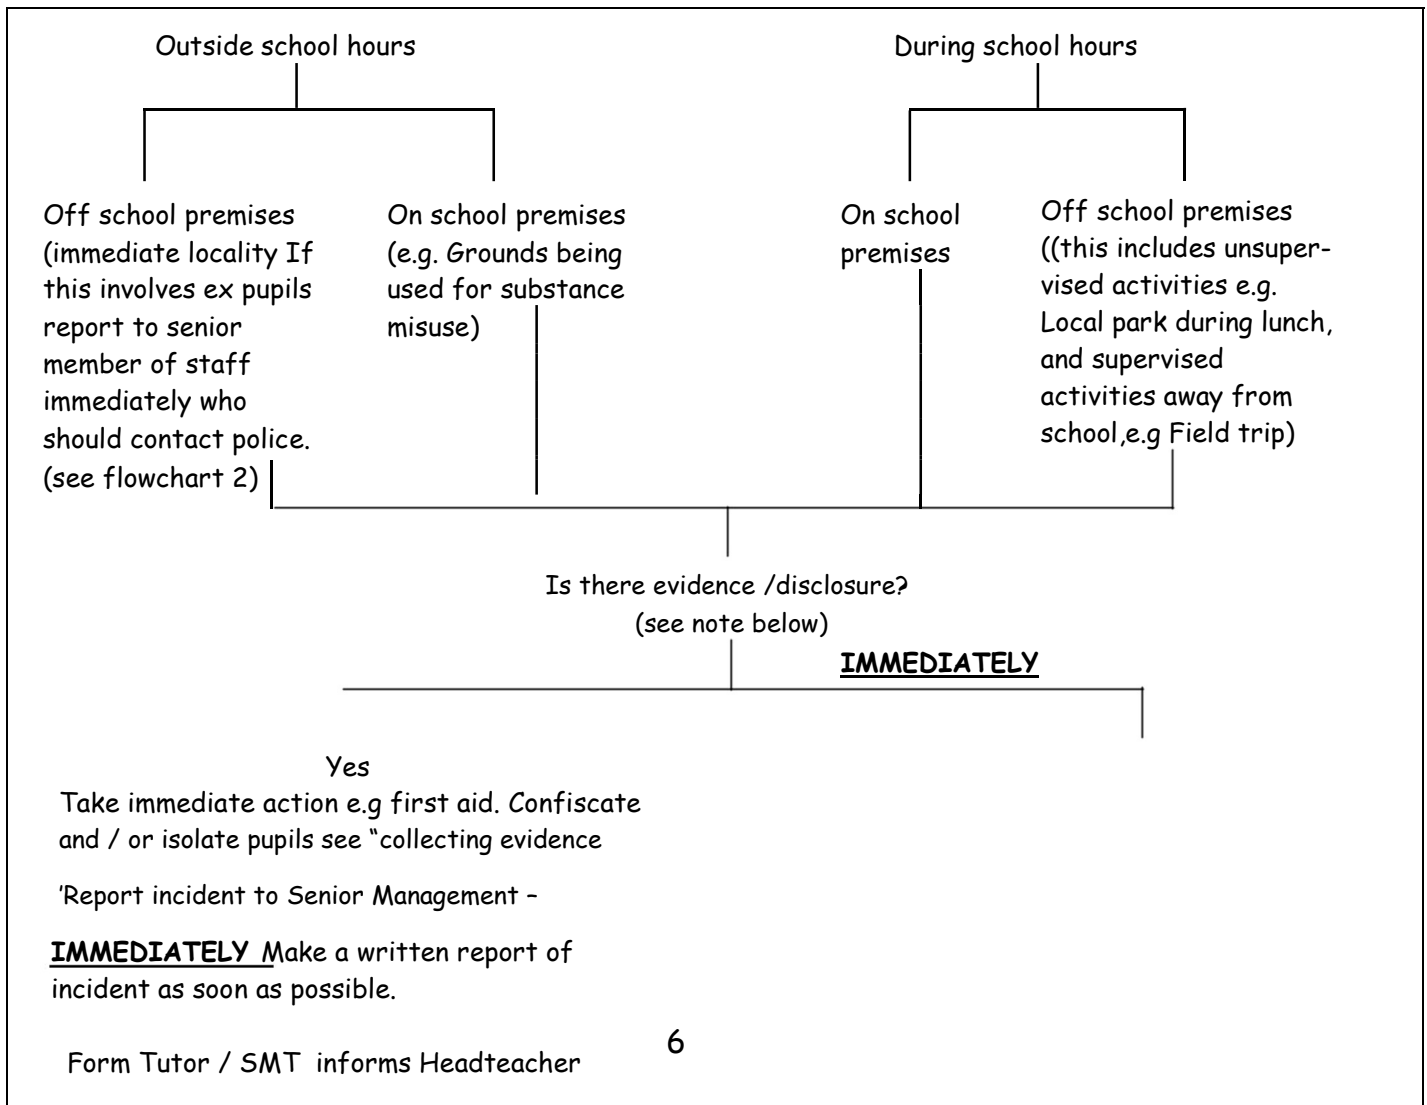 Outside school hours
During school hours
Off school premises
(immediate locality If
this involves ex pupils
report to senior
member of staff
immediately who
should contact police.
(see flowchart 2)
On school premises
(e.g. Grounds being
used for substance
misuse)
On school
premises
Off school premises
((this includes unsuper-
vised activities e.g.
Local park during lunch,
and supervised
activities away from
school,e.g Field trip)
Is there evidence /disclosure?
(see note below)
IMMEDIATELY
Yes
Take immediate action e.g first aid. Confiscate
and / or isolate pupils see “collecting evidence
’Report incident to Senior Management –
IMMEDIATELY Make a written report of
incident as soon as possible.
Form Tutor / SMT informs Headteacher
6